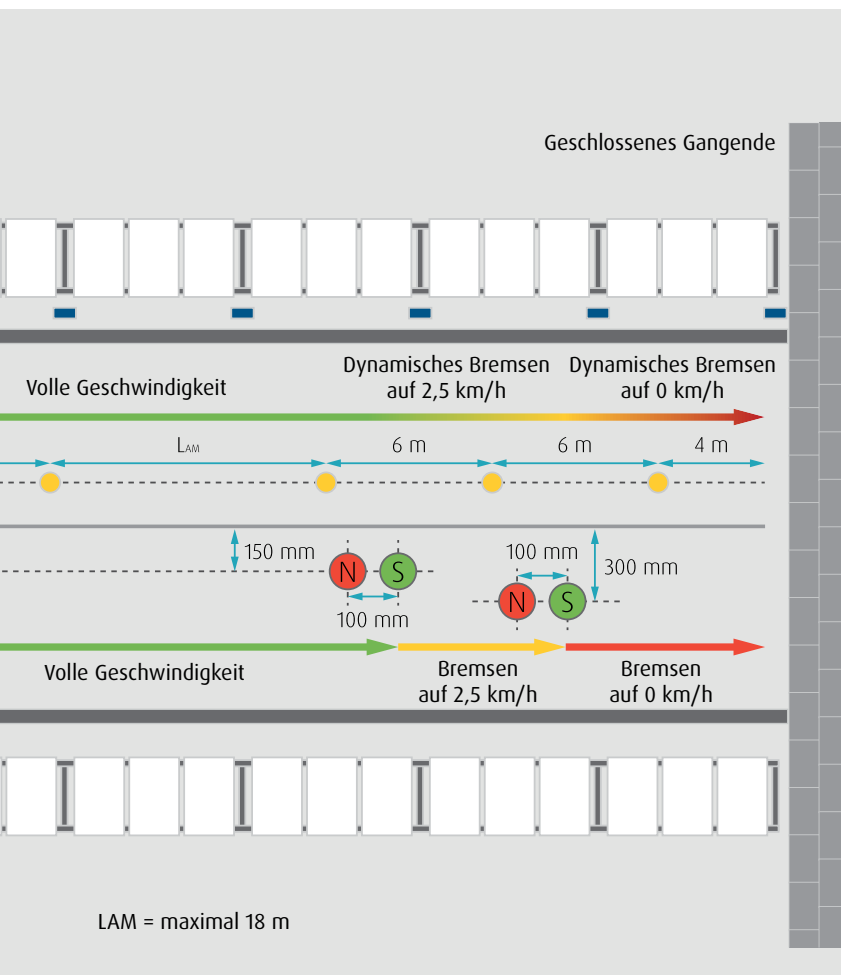 Geschlossenes Gangende
Volle Geschwindigkeit
Dynamisches Bremsen
auf 2,5 km/h
Dynamisches Bremsen
auf 0 km/h
LAM
6 m
6 m
4 m
150 mm
N
S
100 mm
100 mm
N
S
300 mm
Volle Geschwindigkeit
Bremsen
auf 2,5 km/h
Bremsen
auf 0 km/h
LAM = maximal 18 m